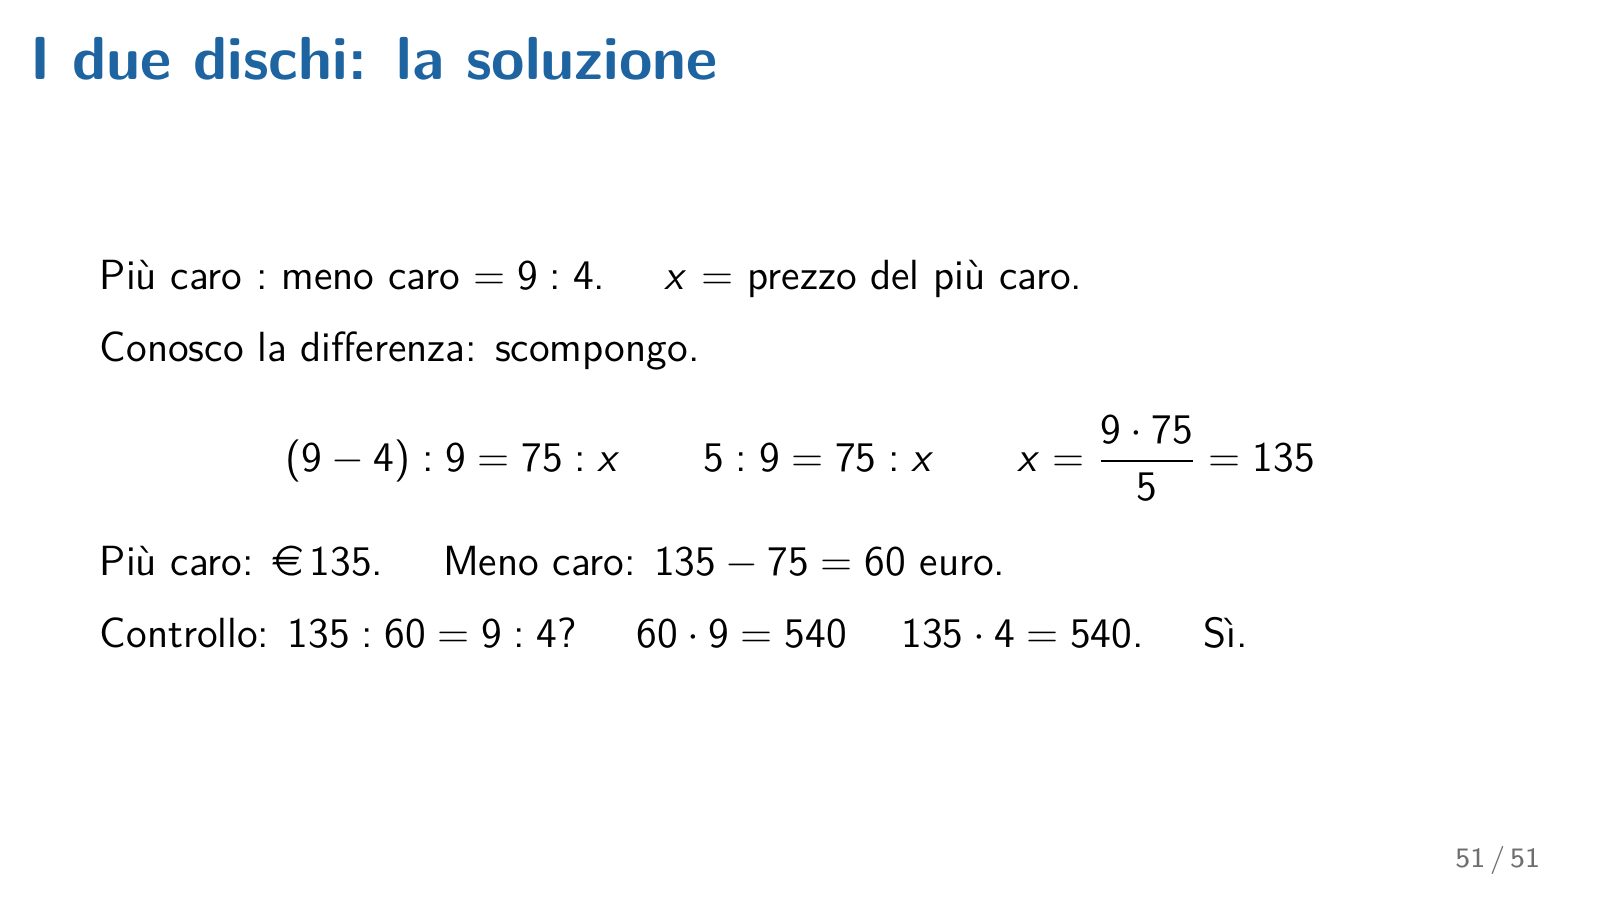 I due dischi: la soluzione
Più caro : meno caro = 9 : 4. x = prezzo del più caro.
Conosco la differenza: scompongo.
(9 − 4) : 9 = 75 : x 5 : 9 = 75 : x x = \frac{9 · 75}{5} = 135
Più caro: €135. Meno caro: 135 − 75 = 60 euro.
Controllo: 135 : 60 = 9 : 4? 60 · 9 = 540 135 · 4 = 540. Sì.
51 / 51